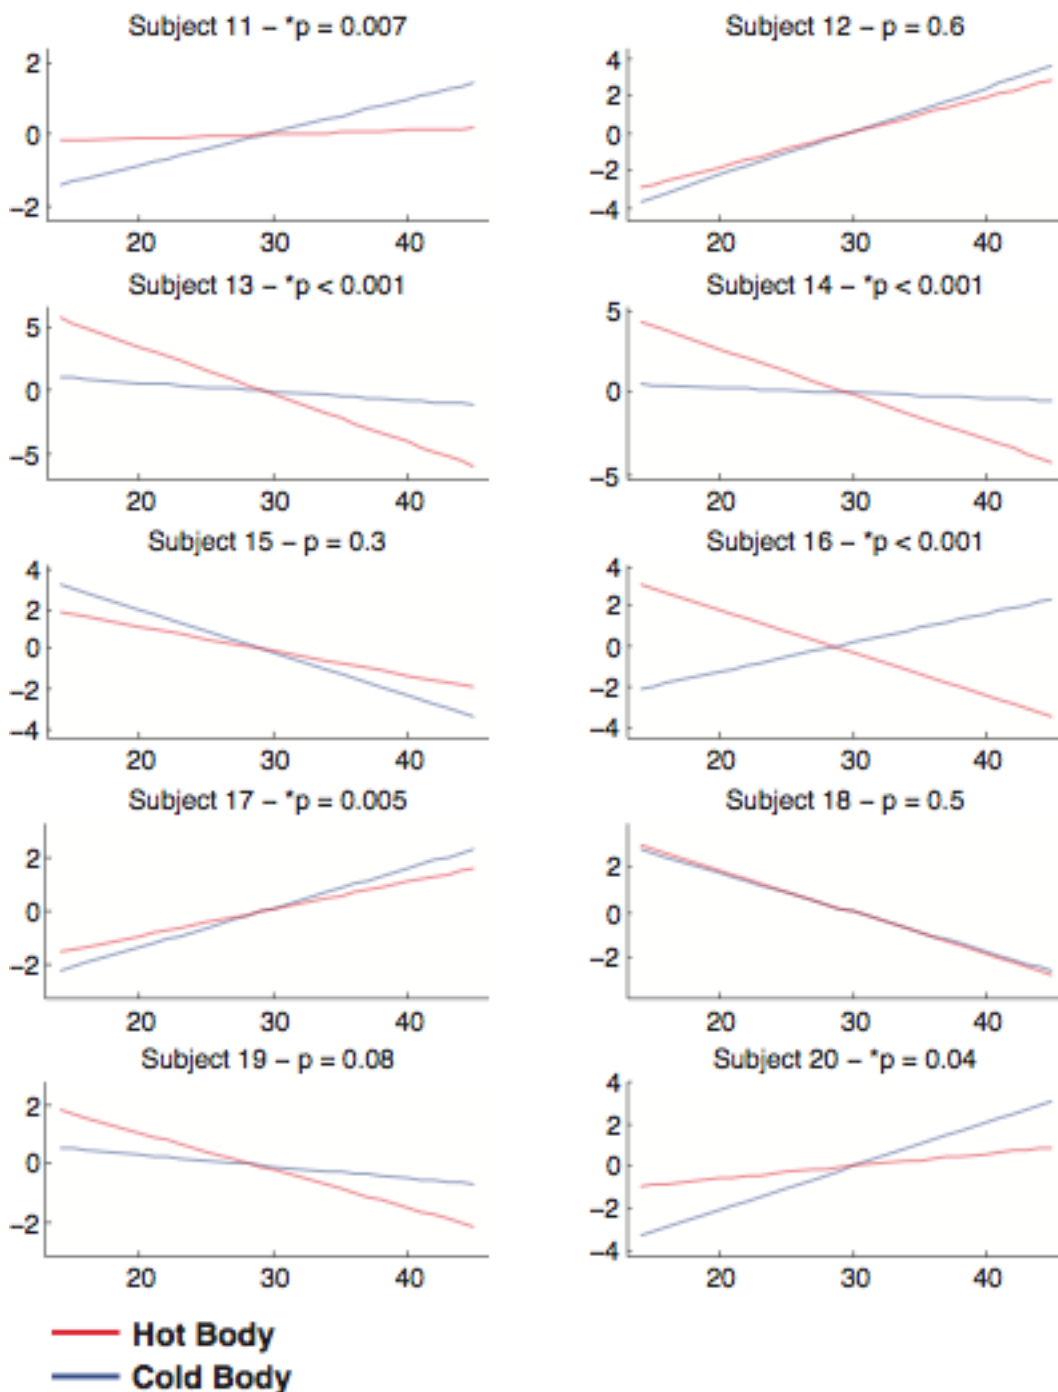 Subject 11 – *p = 0.007
2
0
−2
20 30 40
Subject 12 – p = 0.6
4
2
0
−2
−4
20 30 40
Subject 13 – *p < 0.001
5
0
−5
20 30 40
Subject 14 – *p < 0.001
5
0
−5
20 30 40
Subject 15 – p = 0.3
4
2
0
−2
−4
20 30 40
Subject 16 – *p < 0.001
4
2
0
−2
−4
20 30 40
Subject 17 – *p = 0.005
2
0
−2
20 30 40
Subject 18 – p = 0.5
2
0
−2
20 30 40
Subject 19 – p = 0.08
2
0
−2
20 30 40
Subject 20 – *p = 0.04
4
2
0
−2
−4
20 30 40
Hot Body
Cold Body